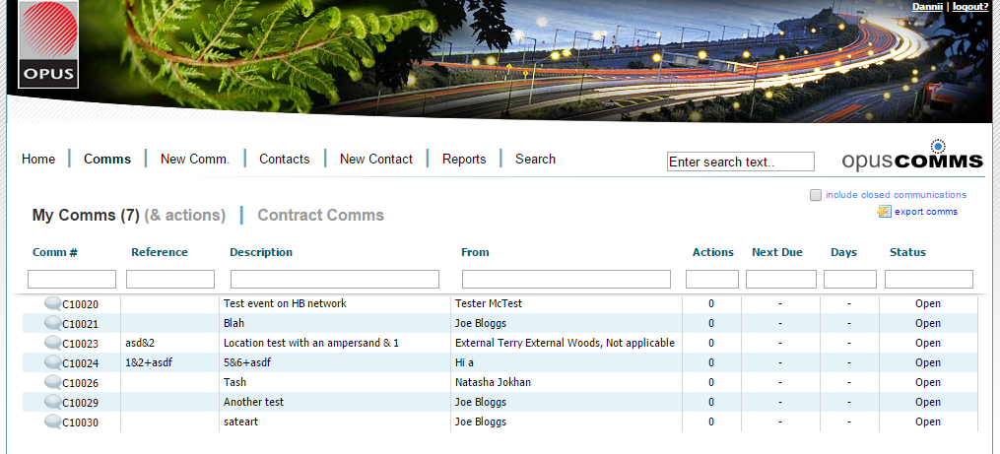 Dannii | logout?
OPUS
Home | Comms | New Comm. | Contacts | New Contact | Reports | Search
Enter search text..
opuscomms
include closed communications
export comms
My Comms (7) (& actions) | Contract Comms
Comm # Reference Description From Actions Next Due Days Status
C10020 Test event on HB network Tester McTest 0 - - Open
C10021 Blah Joe Bloggs 0 - - Open
C10023 asd&2 Location test with an ampersand & 1 External Terry External Woods, Not applicable 0 - - Open
C10024 1&2+asdf 5&6+asdf Hi a 0 - - Open
C10026 Tash Natasha Jokhan 0 - - Open
C10029 Another test Joe Bloggs 0 - - Open
C10030 sateart Joe Bloggs 0 - - Open